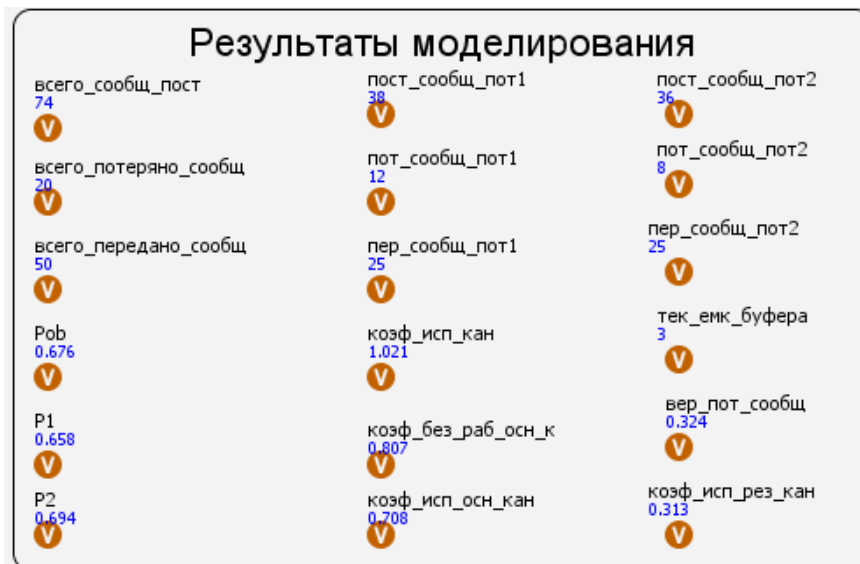 Результаты моделирования
всего_сообщ_пост
74
V
пост_сообщ_пот1
38
V
пост_сообщ_пот2
36
V
всего_потеряно_сообщ
20
V
пот_сообщ_пот1
12
V
пот_сообщ_пот2
8
V
всего_передано_сообщ
50
V
пер_сообщ_пот1
25
V
пер_сообщ_пот2
25
V
Pob
0.676
V
коэф_исп_кан
1.021
V
тек_емк_буфера
3
V
P1
0.658
V
коэф_без_раб_осн_к
0.807
V
вер_пот_сообщ
0.324
V
P2
0.694
V
коэф_исп_осн_кан
0.708
V
коэф_исп_рез_кан
0.313
V